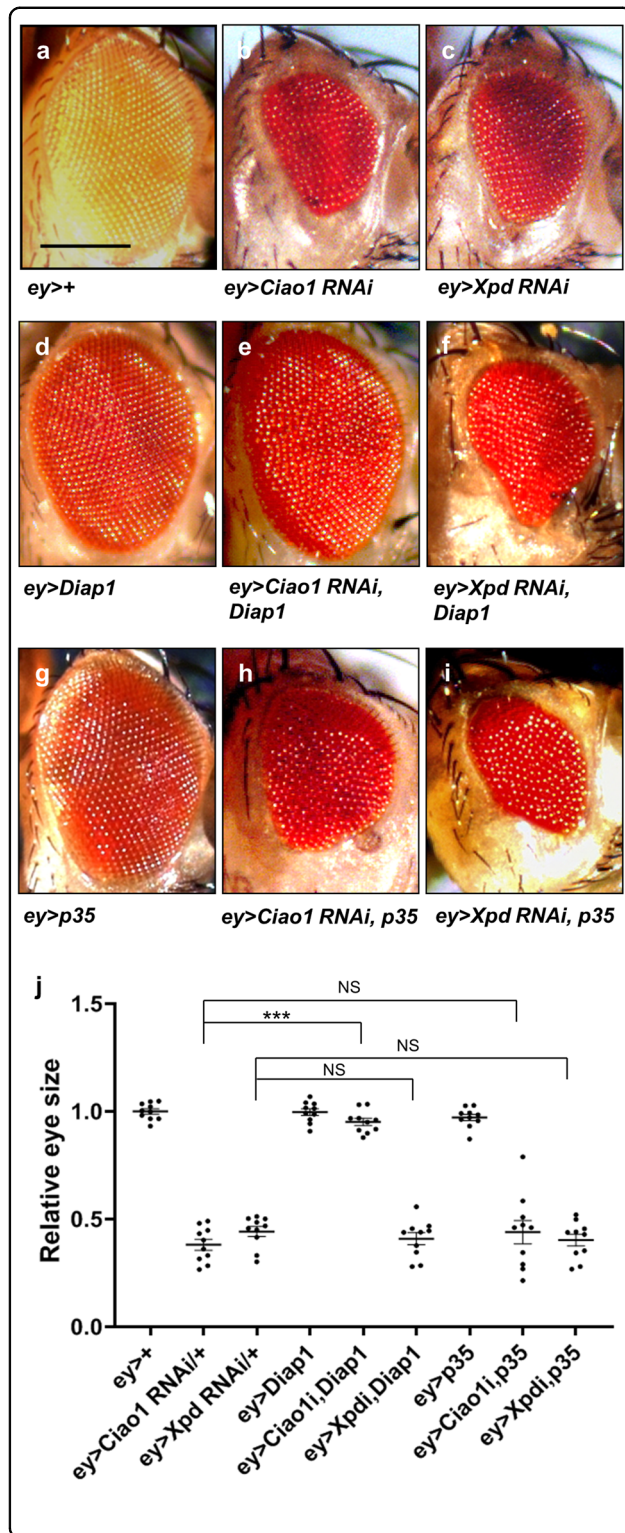 a
b
c
ey>+
ey>Ciao1 RNAi
ey>Xpd RNAi
d
e
f
ey>Diap1
ey>Ciao1 RNAi,
Diap1
ey>Xpd RNAi,
Diap1
g
h
i
ey>p35
ey>Ciao1 RNAi, p35
ey>Xpd RNAi, p35
j
NS
***
NS
NS
1.5
1.0
0.5
0.0
Relative eye size
ey>+
ey>Ciao1 RNAi/+
ey>Xpd RNAi/+
ey>Diap1
ey>Ciao1i,Diap1
ey>Xpdi,Diap1
ey>p35
ey>Ciao1i,p35
ey>Xpdi,p35